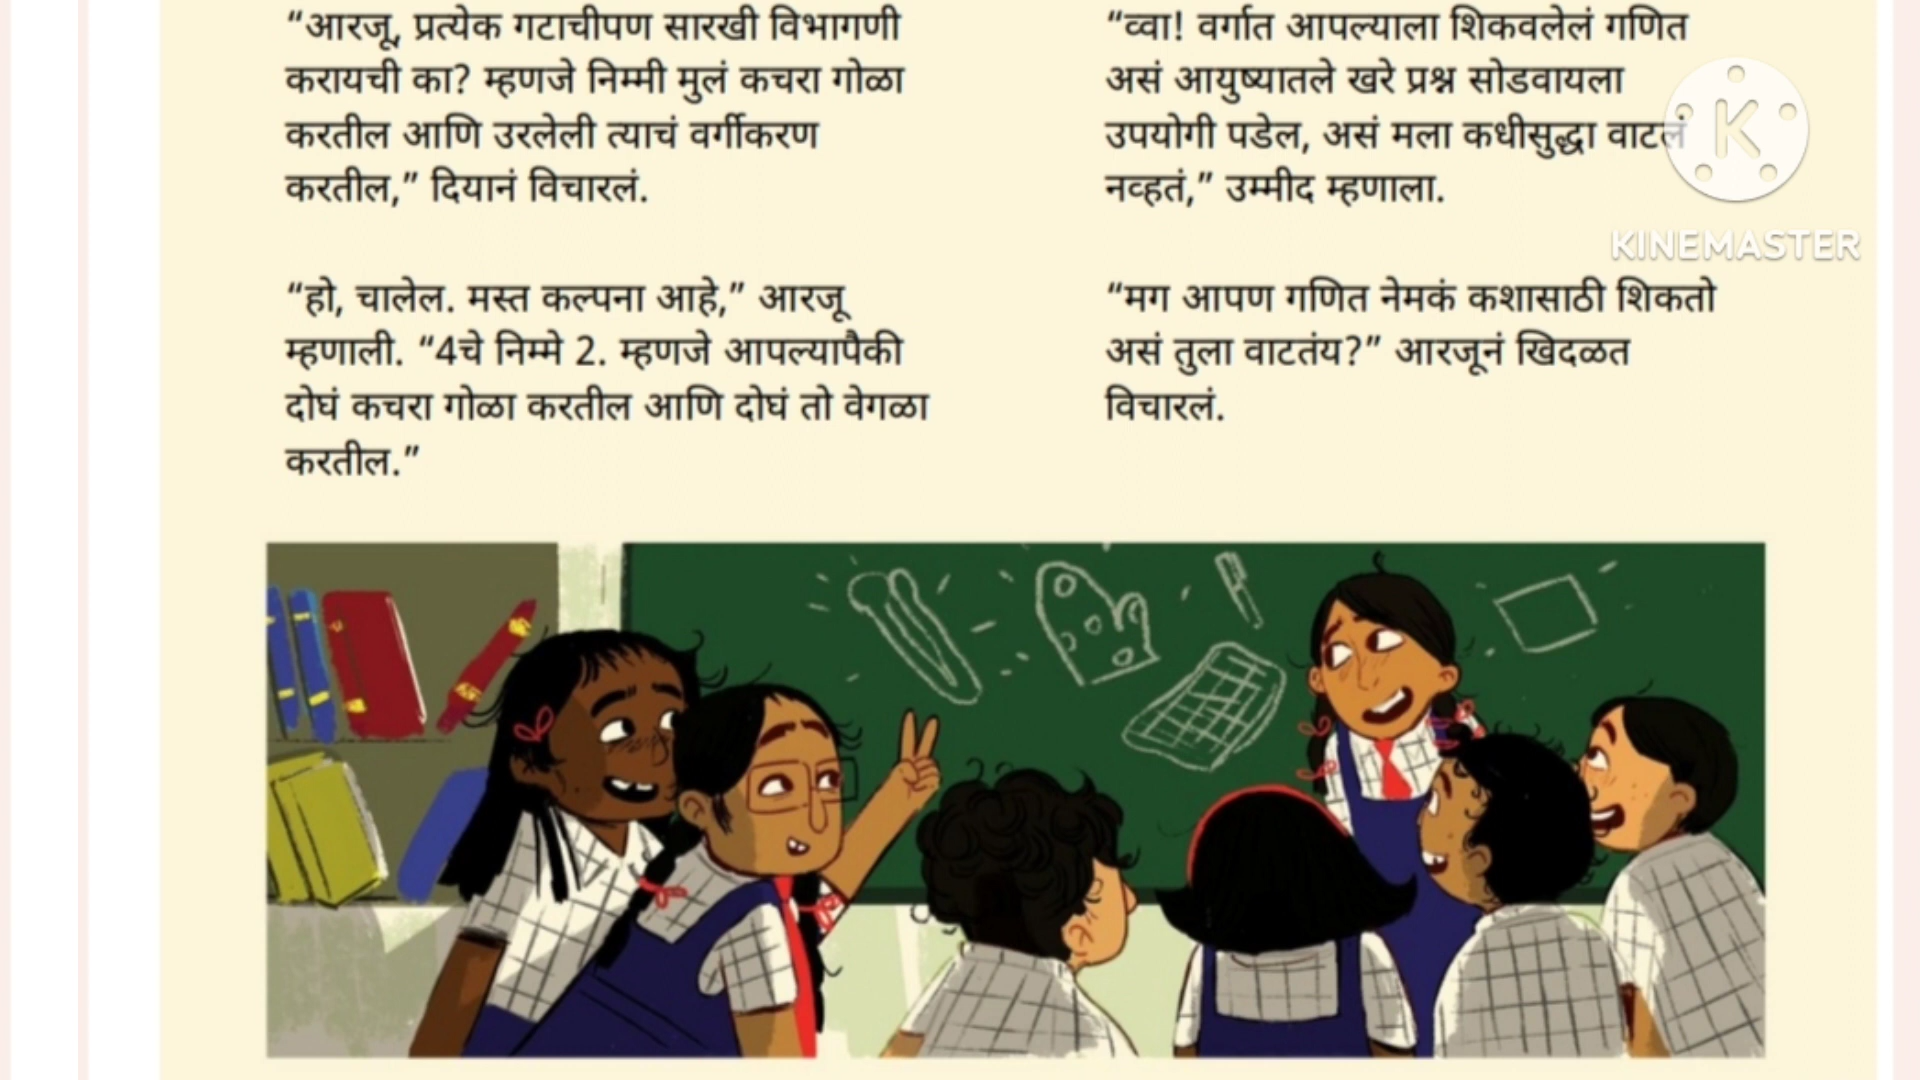 “आरजू, प्रत्येक गटाचीपण सारखी विभागणी
करायची का? म्हणजे निम्मी मुलं कचरा गोळा
करतील आणि उरलेली त्याचं वर्गीकरण
करतील,” दियानं विचारलं.
“हो, चालेल. मस्त कल्पना आहे,” आरजू
म्हणाली. “4चे निम्मे 2. म्हणजे आपल्यापैकी
दोघं कचरा गोळा करतील आणि दोघं तो वेगळा
करतील.”
“व्वा! वर्गात आपल्याला शिकवलेलं गणित
असं आयुष्यातले खरे प्रश्न सोडवायला
उपयोगी पडेल, असं मला कधीसुद्धा वाटलं
नव्हतं,” उम्मीद म्हणाला.
“मग आपण गणित नेमकं कशासाठी शिकतो
असं तुला वाटतंय?” आरजूनं खिदळत
विचारलं.
K
KINEMASTER